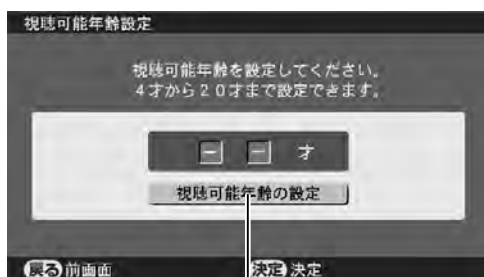 視聴可能年齢設定
視聴可能年齢を設定してください。
4才から20才まで設定できます。
－ － 才
視聴可能年齢の設定
戻る 前画面 決定 決定